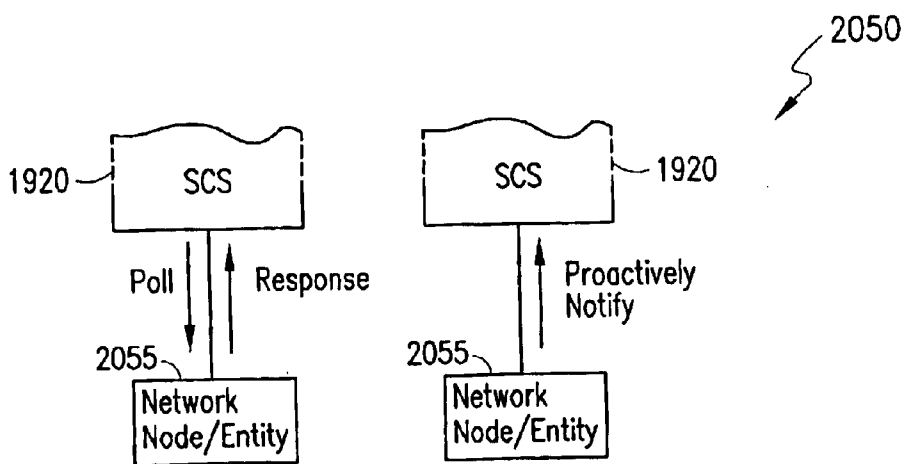 2050
1920
SCS
SCS
1920
Poll
Response
Proactively
Notify
2055
2055
Network
Node/Entity
Network
Node/Entity